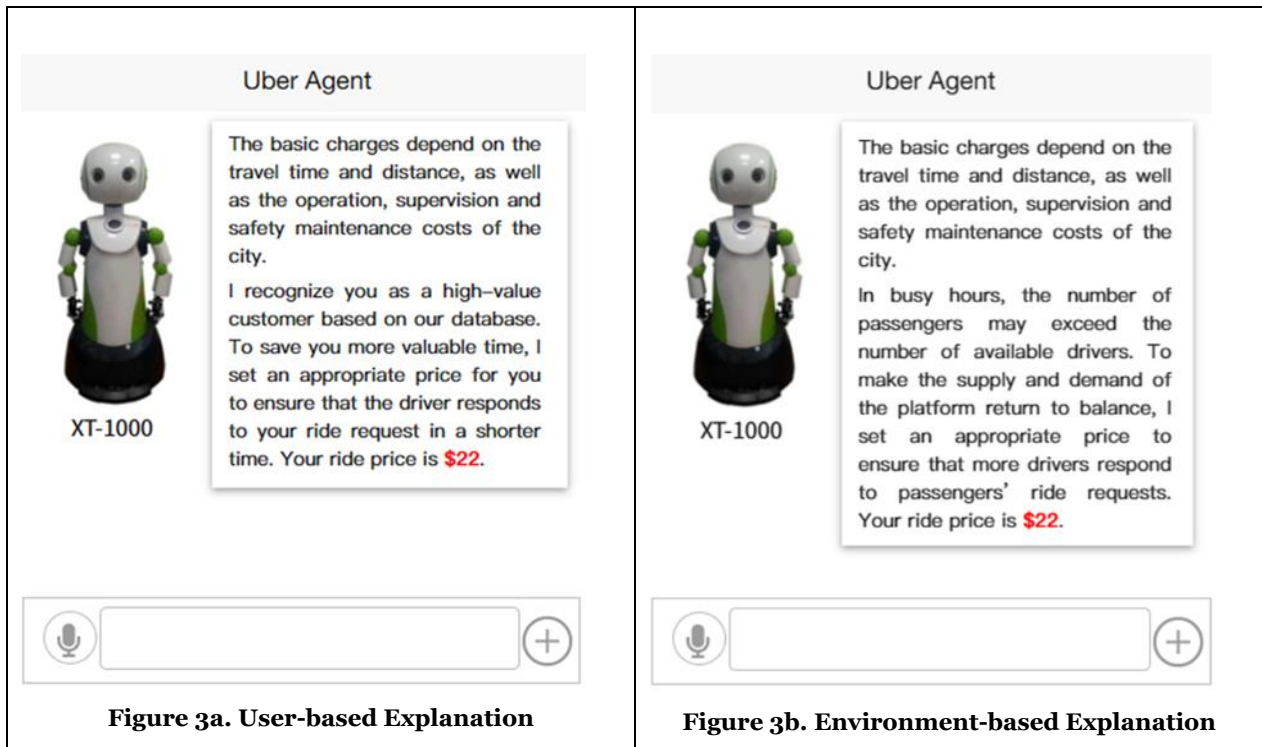 Uber Agent
The basic charges depend on the
travel time and distance, as well
as the operation, supervision and
safety maintenance costs of the
city.
I recognize you as a high–value
customer based on our database.
To save you more valuable time, I
set an appropriate price for you
to ensure that the driver responds
to your ride request in a shorter
time. Your ride price is $22.
XT-1000
Figure 3a. User-based Explanation
Uber Agent
The basic charges depend on the
travel time and distance, as well
as the operation, supervision and
safety maintenance costs of the
city.
In busy hours, the number of
passengers may exceed the
number of available drivers. To
make the supply and demand of
the platform return to balance, I
set an appropriate price to
ensure that more drivers respond
to passengers' ride requests.
Your ride price is $22.
XT-1000
Figure 3b. Environment-based Explanation